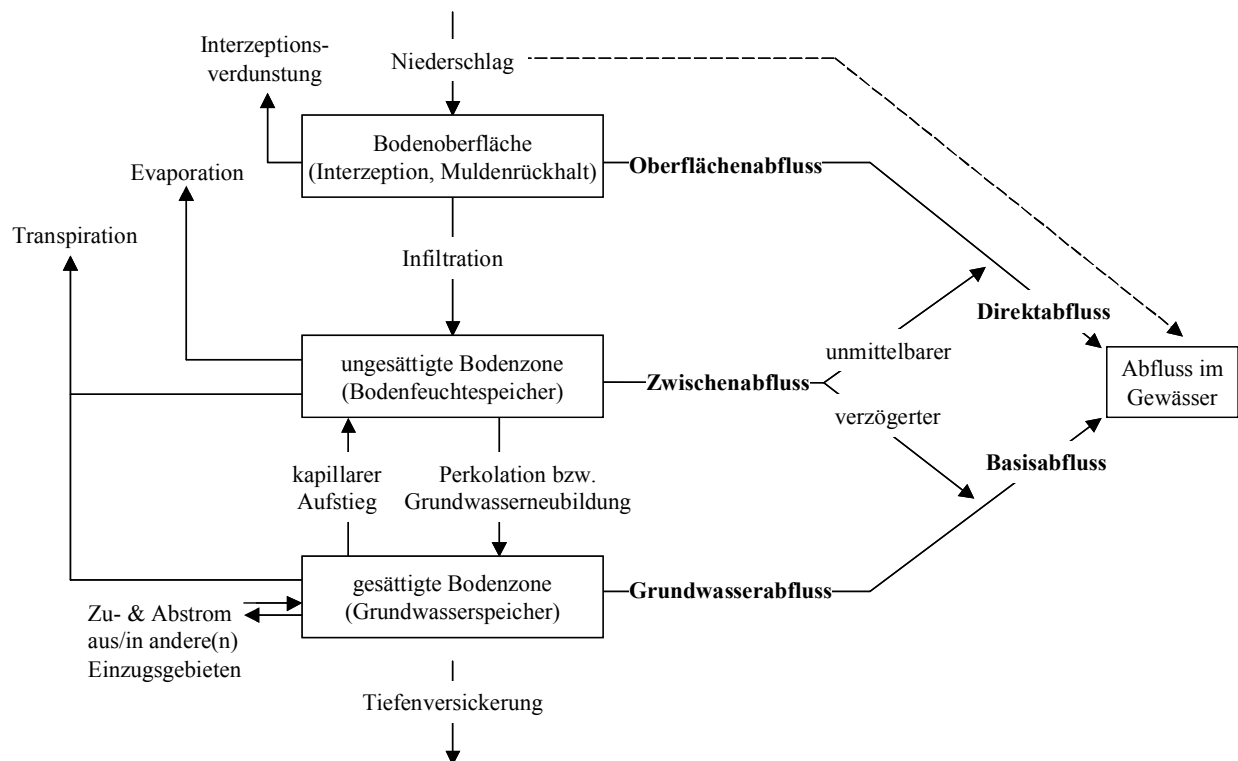 Interzeptions-
verdunstung
Niederschlag
Bodenoberfläche
(Interzeption, Muldenrückhalt)
Oberflächenabfluss
Evaporation
Transpiration
Infiltration
Direktabfluss
ungesättigte Bodenzone
(Bodenfeuchtespeicher)
Zwischenabfluss
unmittelbarer
verzögerter
Abfluss im
Gewässer
kapillarer
Aufstieg
Perkolation bzw.
Grundwasserneubildung
Basisabfluss
gesättigte Bodenzone
(Grundwasserspeicher)
Grundwasserabfluss
Zu- & Abstrom
aus/in andere(n)
Einzugsgebieten
Tiefenversickerung